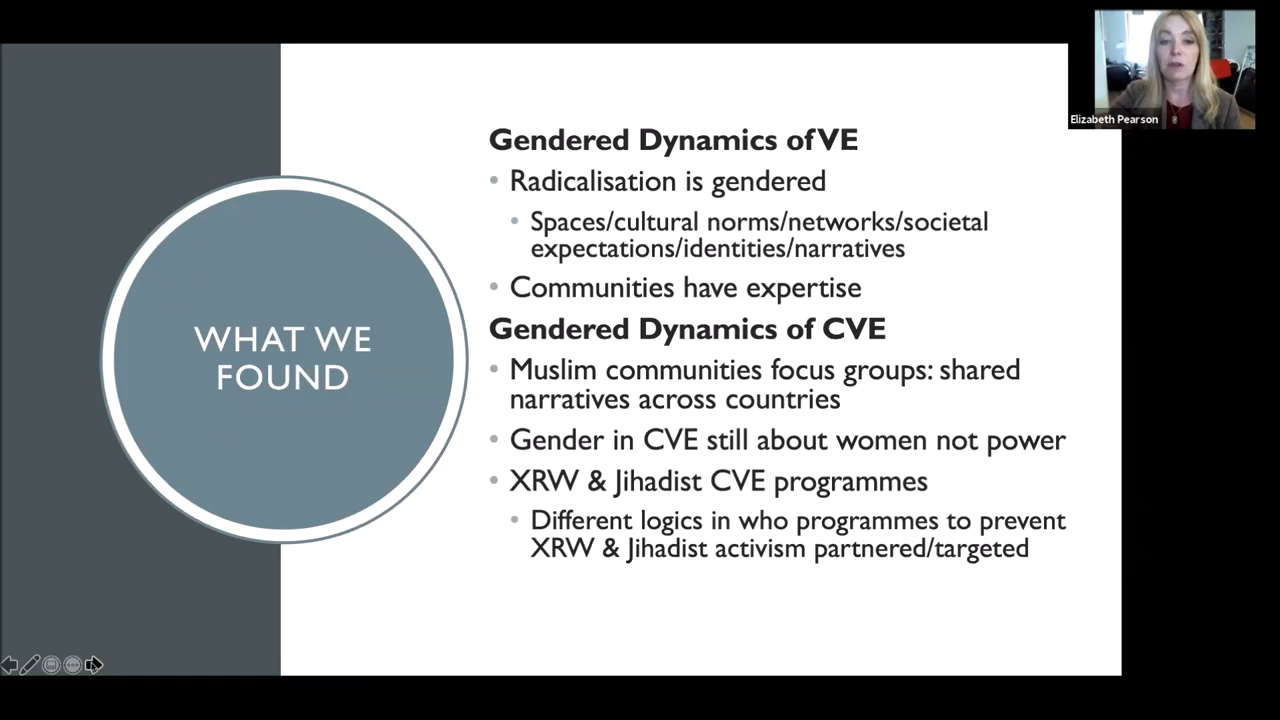 Elizabeth Pearson
WHAT WE
FOUND
Gendered Dynamics of VE
Radicalisation is gendered
Spaces/cultural norms/networks/societal
expectations/identities/narratives
Communities have expertise
Gendered Dynamics of CVE
Muslim communities focus groups: shared
narratives across countries
Gender in CVE still about women not power
XRW & Jihadist CVE programmes
Different logics in who programmes to prevent
XRW & Jihadist activism partnered/targeted